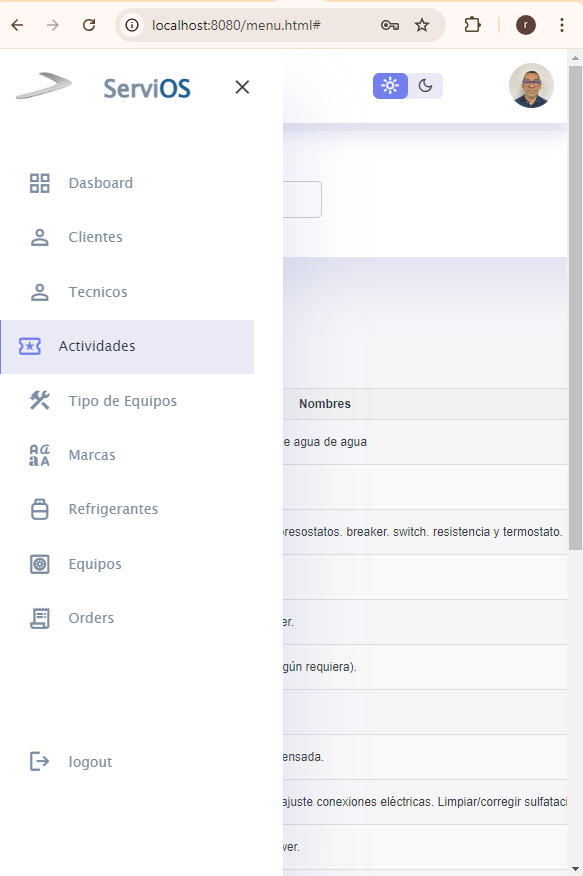 localhost:8080/menu.html#
r
ServiOS
Dasboard
Clientes
Tecnicos
Actividades
Tipo de Equipos
Marcas
Refrigerantes
Equipos
Orders
logout
Nombres
e agua de agua
presostatos. breaker. switch. resistencia y termostato.
er.
gún requiera).
ensada.
ajuste conexiones eléctricas. Limpiar/corregir sulfataci
wer.